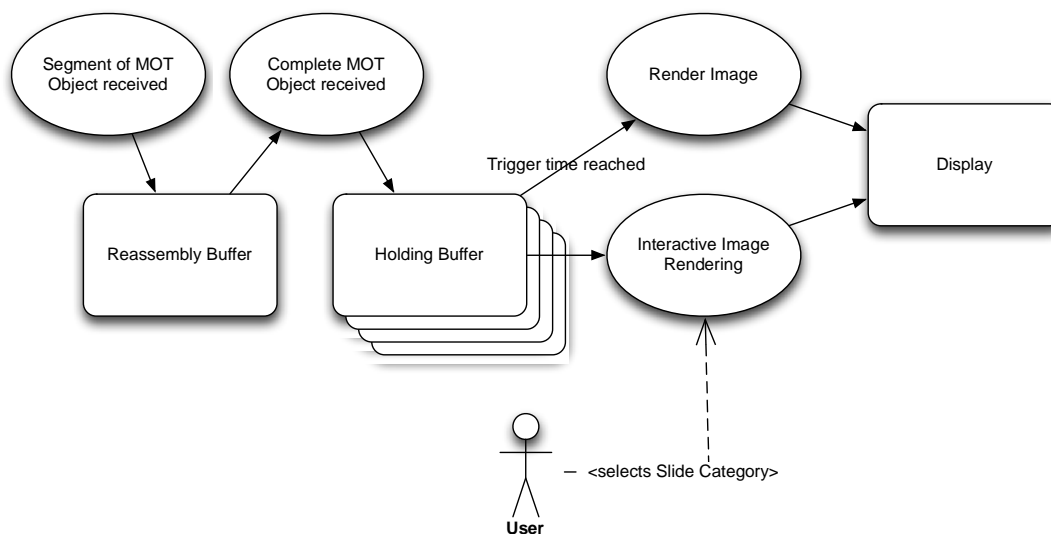 Segment of MOT
Object received
Complete MOT
Object received
Render Image
Trigger time reached
Display
Reassembly Buffer
Holding Buffer
Interactive Image
Rendering
<selects Slide Category>
User